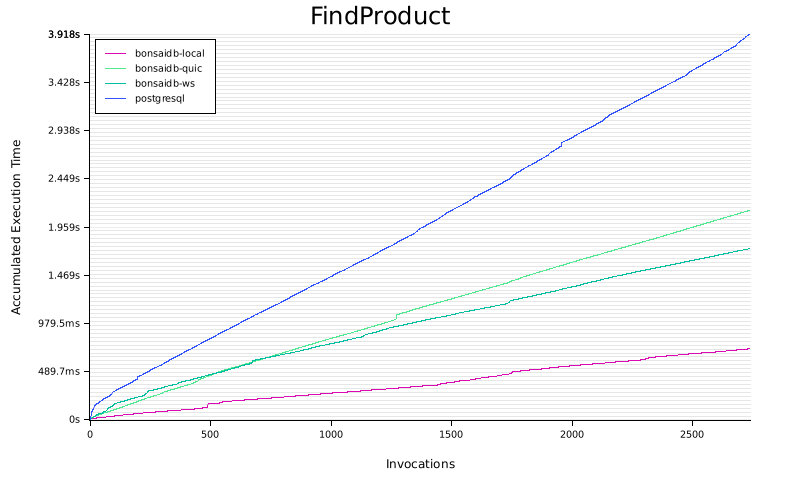 FindProduct
3.918s
3.428s
2.938s
2.449s
1.959s
1.469s
979.5ms
489.7ms
0s
Accumulated Execution Time
bonsaidb-local
bonsaidb-quic
bonsaidb-ws
postgresql
0
500
1000
1500
2000
2500
Invocations